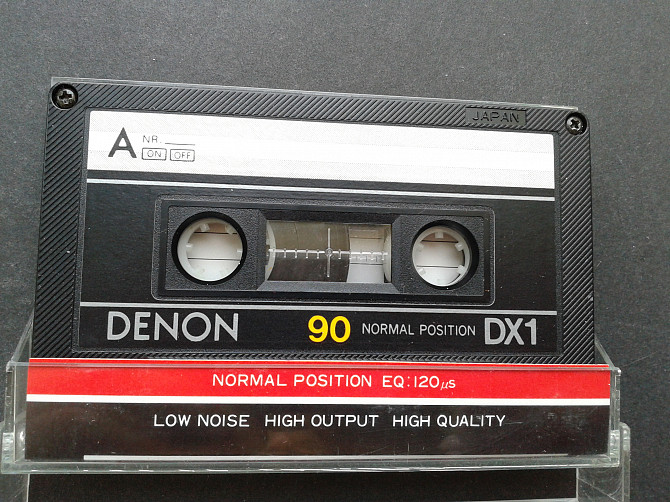 JAPAN
A NR.
ON OFF
DENON 90 NORMAL POSITION DX1
NORMAL POSITION EQ:120μs
LOW NOISE HIGH OUTPUT HIGH QUALITY